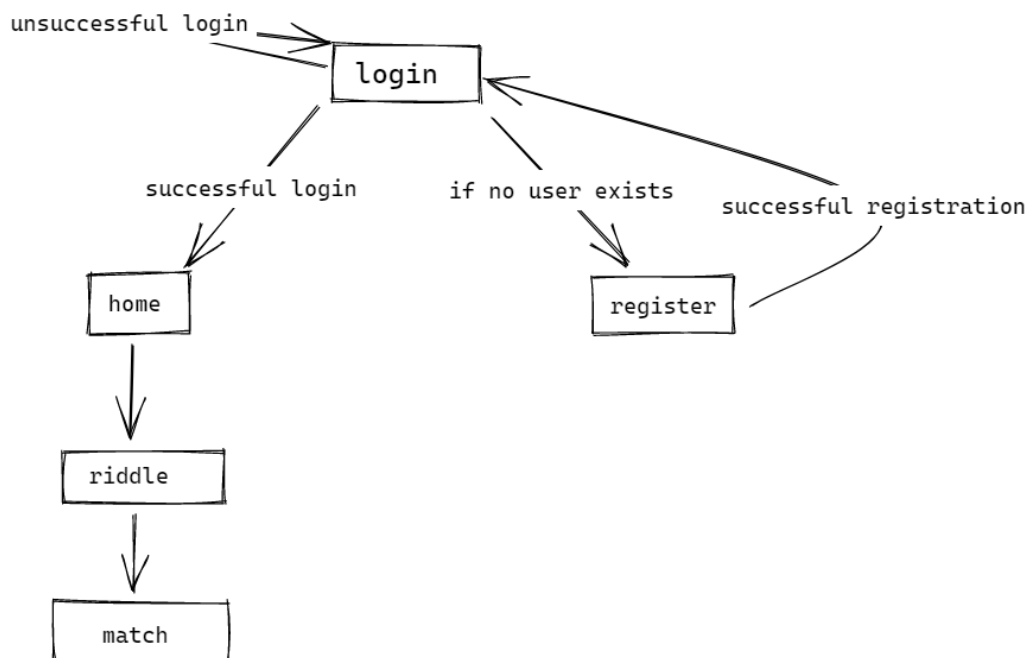 unsuccessful login
login
successful login
if no user exists
successful registration
home
register
riddle
match